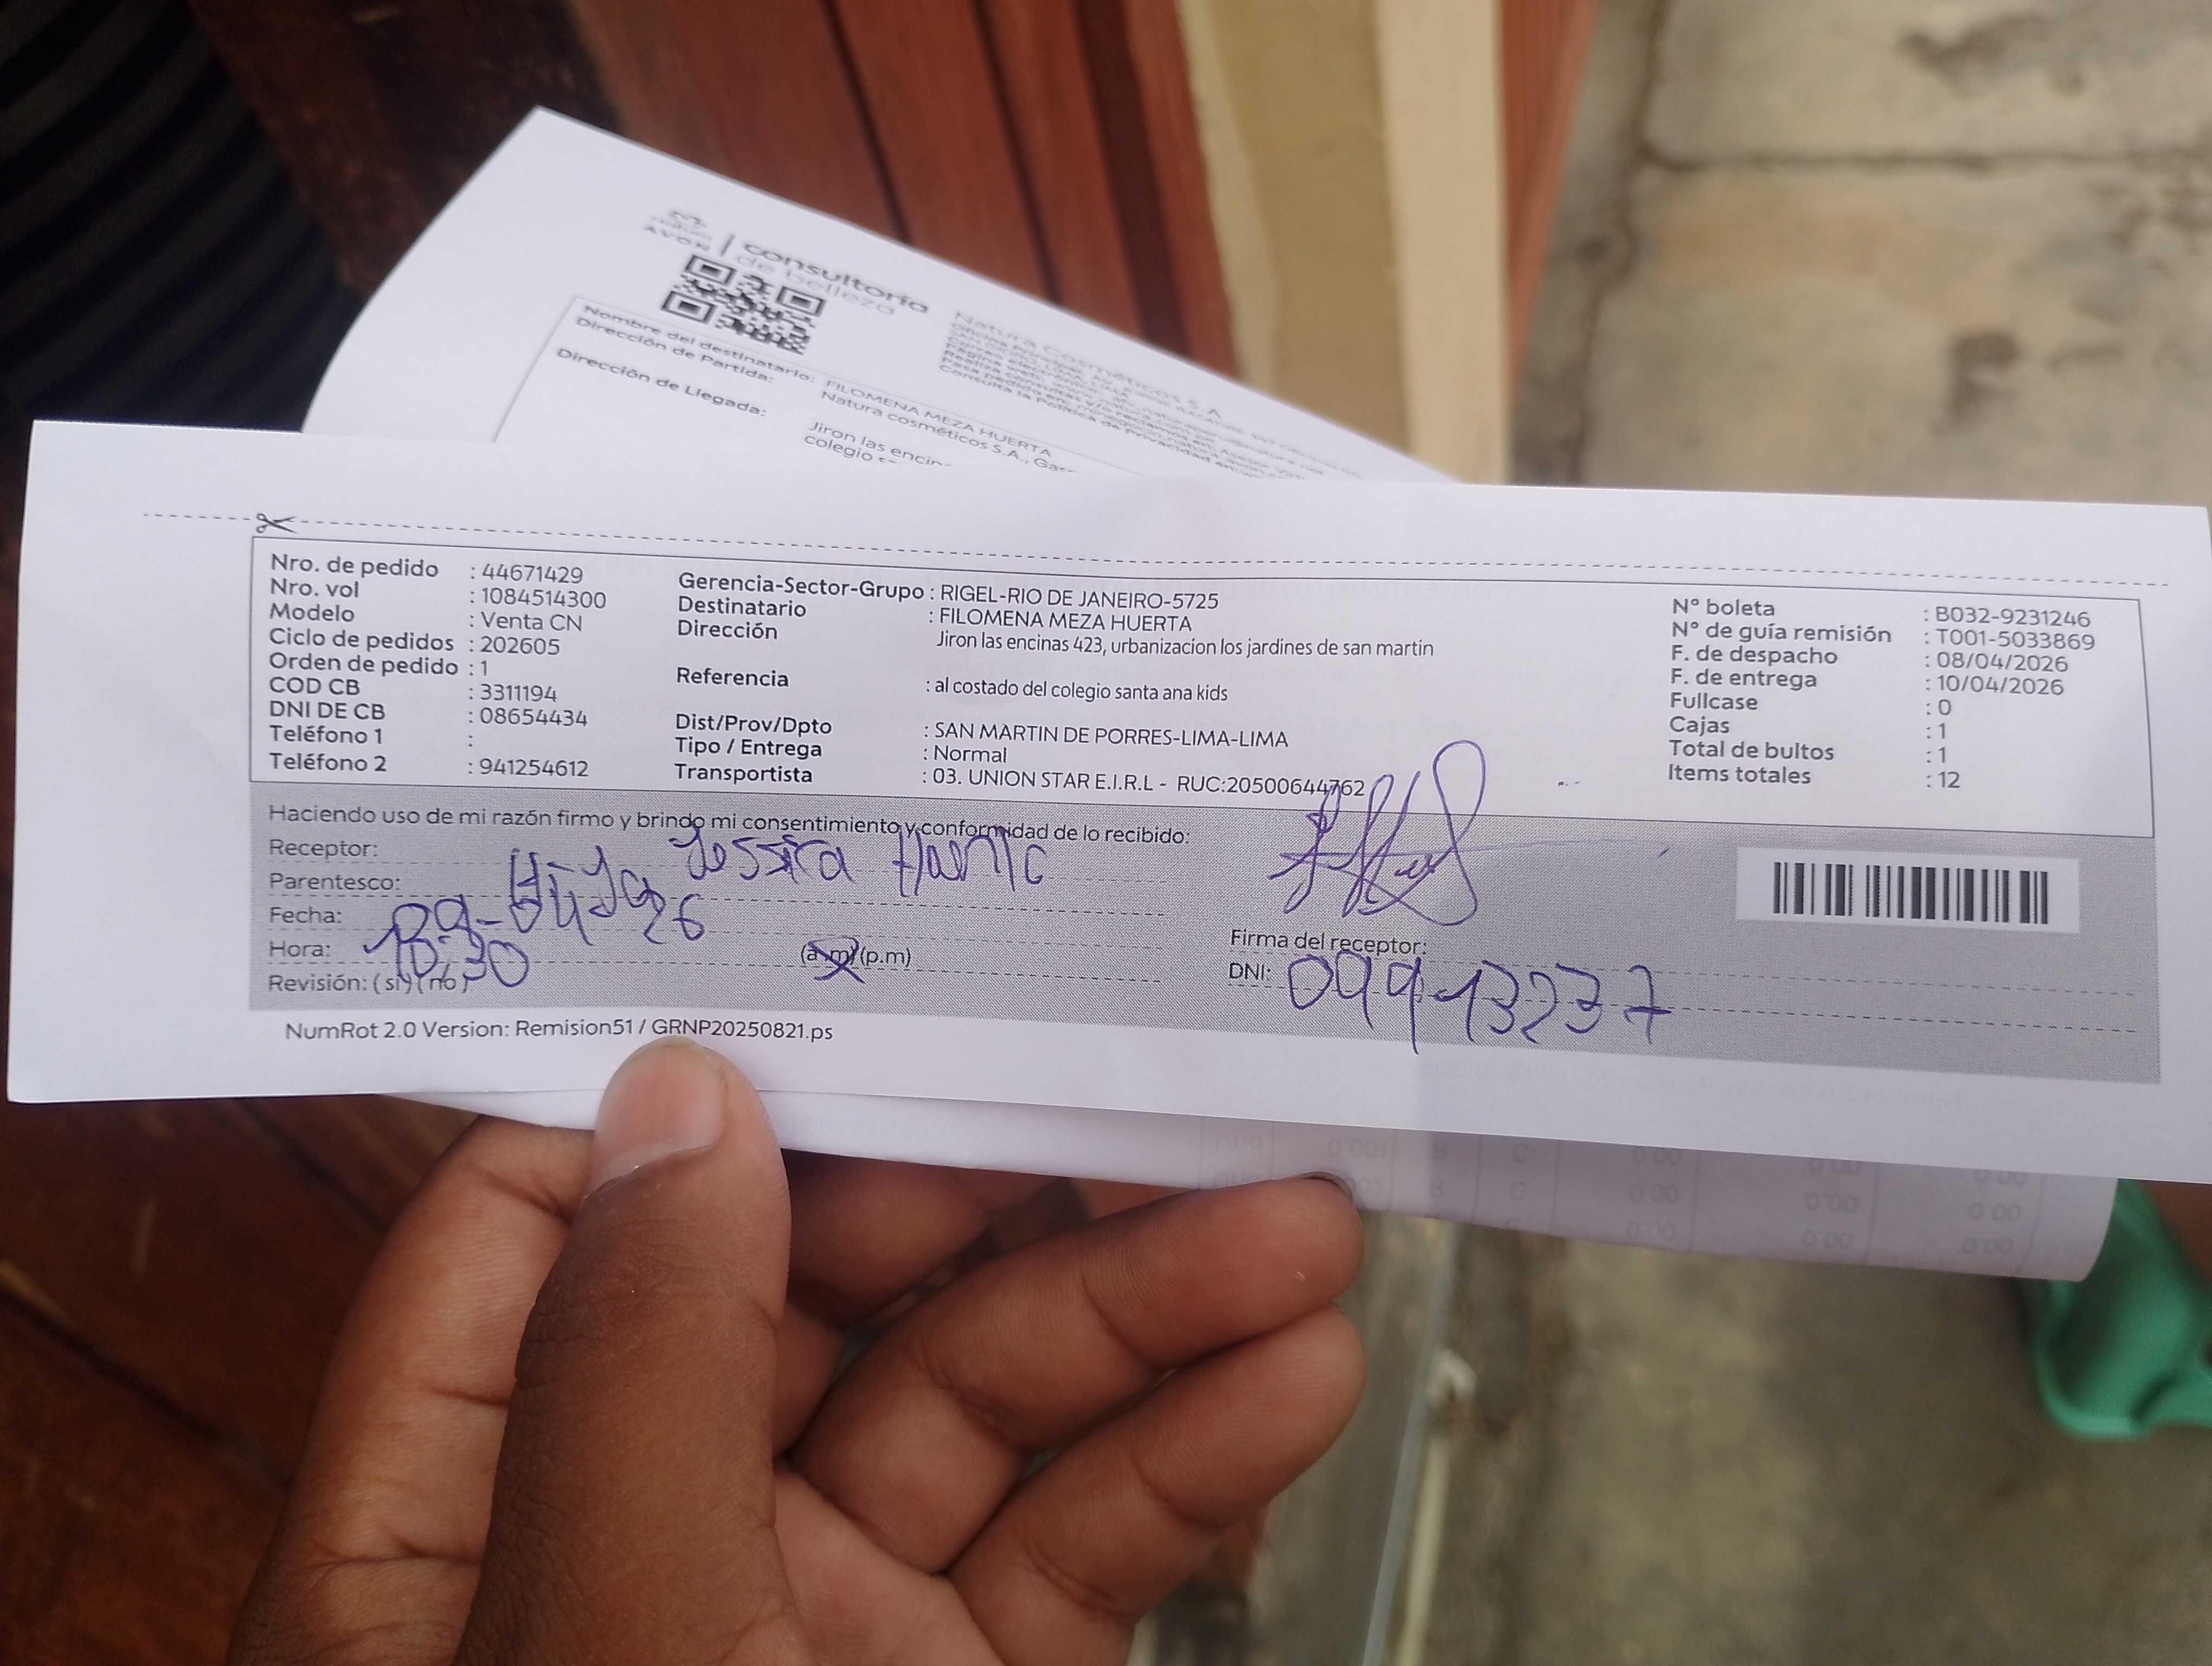 AVON
consultoría
de belleza
Natura Cosméticos S.A.
Nombre del destinatario: FILOMENA MEZA HUERTA
Dirección de Partida: Natura cosméticos S.A.,
Dirección de Llegada: Jiron las
colegio
Nro. de pedido : 44671429
Nro. vol : 1084514300
Modelo : Venta CN
Ciclo de pedidos : 202605
Orden de pedido : 1
COD CB : 3311194
DNI DE CB : 08654434
Teléfono 1 :
Teléfono 2 : 941254612
Gerencia-Sector-Grupo : RIGEL-RIO DE JANEIRO-5725
Destinatario : FILOMENA MEZA HUERTA
Dirección Jiron las encinas 423, urbanizacion los jardines de san martin
Referencia : al costado del colegio santa ana kids
Dist/Prov/Dpto : SAN MARTIN DE PORRES-LIMA-LIMA
Tipo / Entrega : Normal
Transportista : 03. UNION STAR E.I.R.L - RUC:20500644762
N° boleta : B032-9231246
N° de guía remisión : T001-5033869
F. de despacho : 08/04/2026
F. de entrega : 10/04/2026
Fullcase : 0
Cajas : 1
Total de bultos : 1
Items totales : 12
Haciendo uso de mi razón firmo y brindo mi consentimiento y conformidad de lo recibido:
Receptor: Jessica
Parentesco: Hija
Fecha: 09-04-26
Hora: (a.m)(p.m)
Revisión: (si) (no)
Firma del receptor:
DNI: 09913237
NumRot 2.0 Version: Remision51 / GRNP20250821.ps